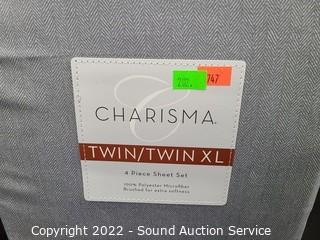 747
CHARISMA
TWIN/TWIN XL
4 Piece Sheet Set
100% Polyester Microfiber
Brushed for extra softness
Copyright 2022 - Sound Auction Service